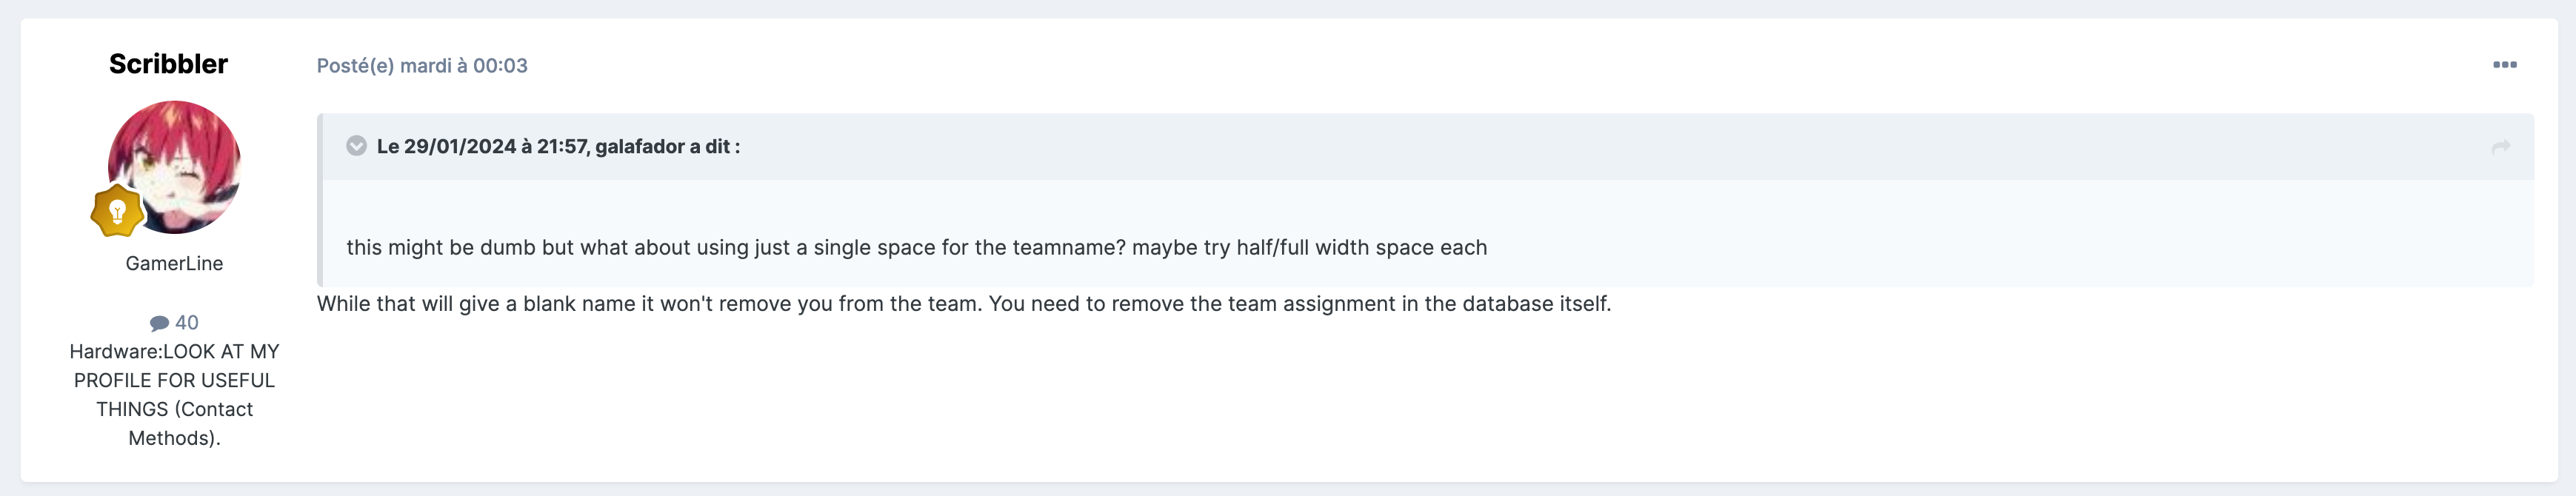 Scribbler
Posté(e) mardi à 00:03
Le 29/01/2024 à 21:57, galafador a dit :
this might be dumb but what about using just a single space for the teamname? maybe try half/full width space each
While that will give a blank name it won't remove you from the team. You need to remove the team assignment in the database itself.
GamerLine
40
Hardware:LOOK AT MY
PROFILE FOR USEFUL
THINGS (Contact
Methods).